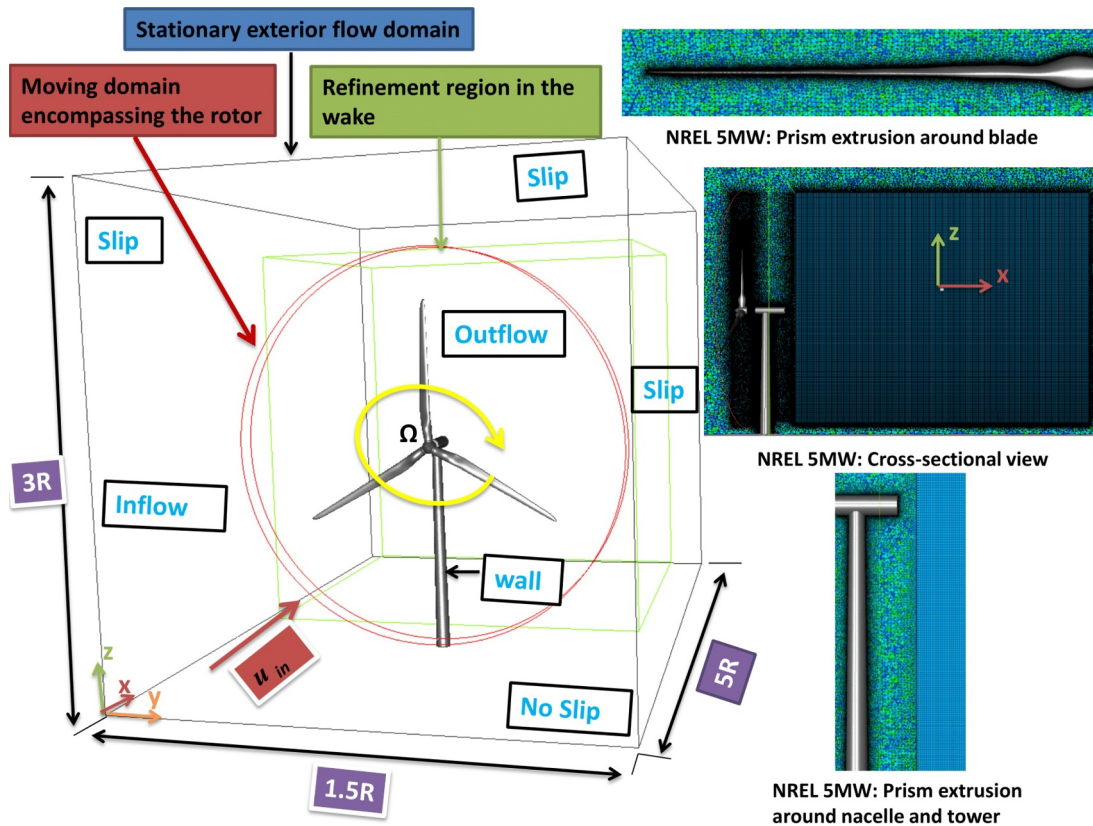 Stationary exterior flow domain
Moving domain
encompassing the rotor
Refinement region in the
wake
Slip
Slip
Outflow
Slip
Ω
3R
Inflow
wall
u in
z
x
y
No Slip
5R
1.5R
NREL 5MW: Prism extrusion around blade
z
x
NREL 5MW: Cross-sectional view
NREL 5MW: Prism extrusion
around nacelle and tower